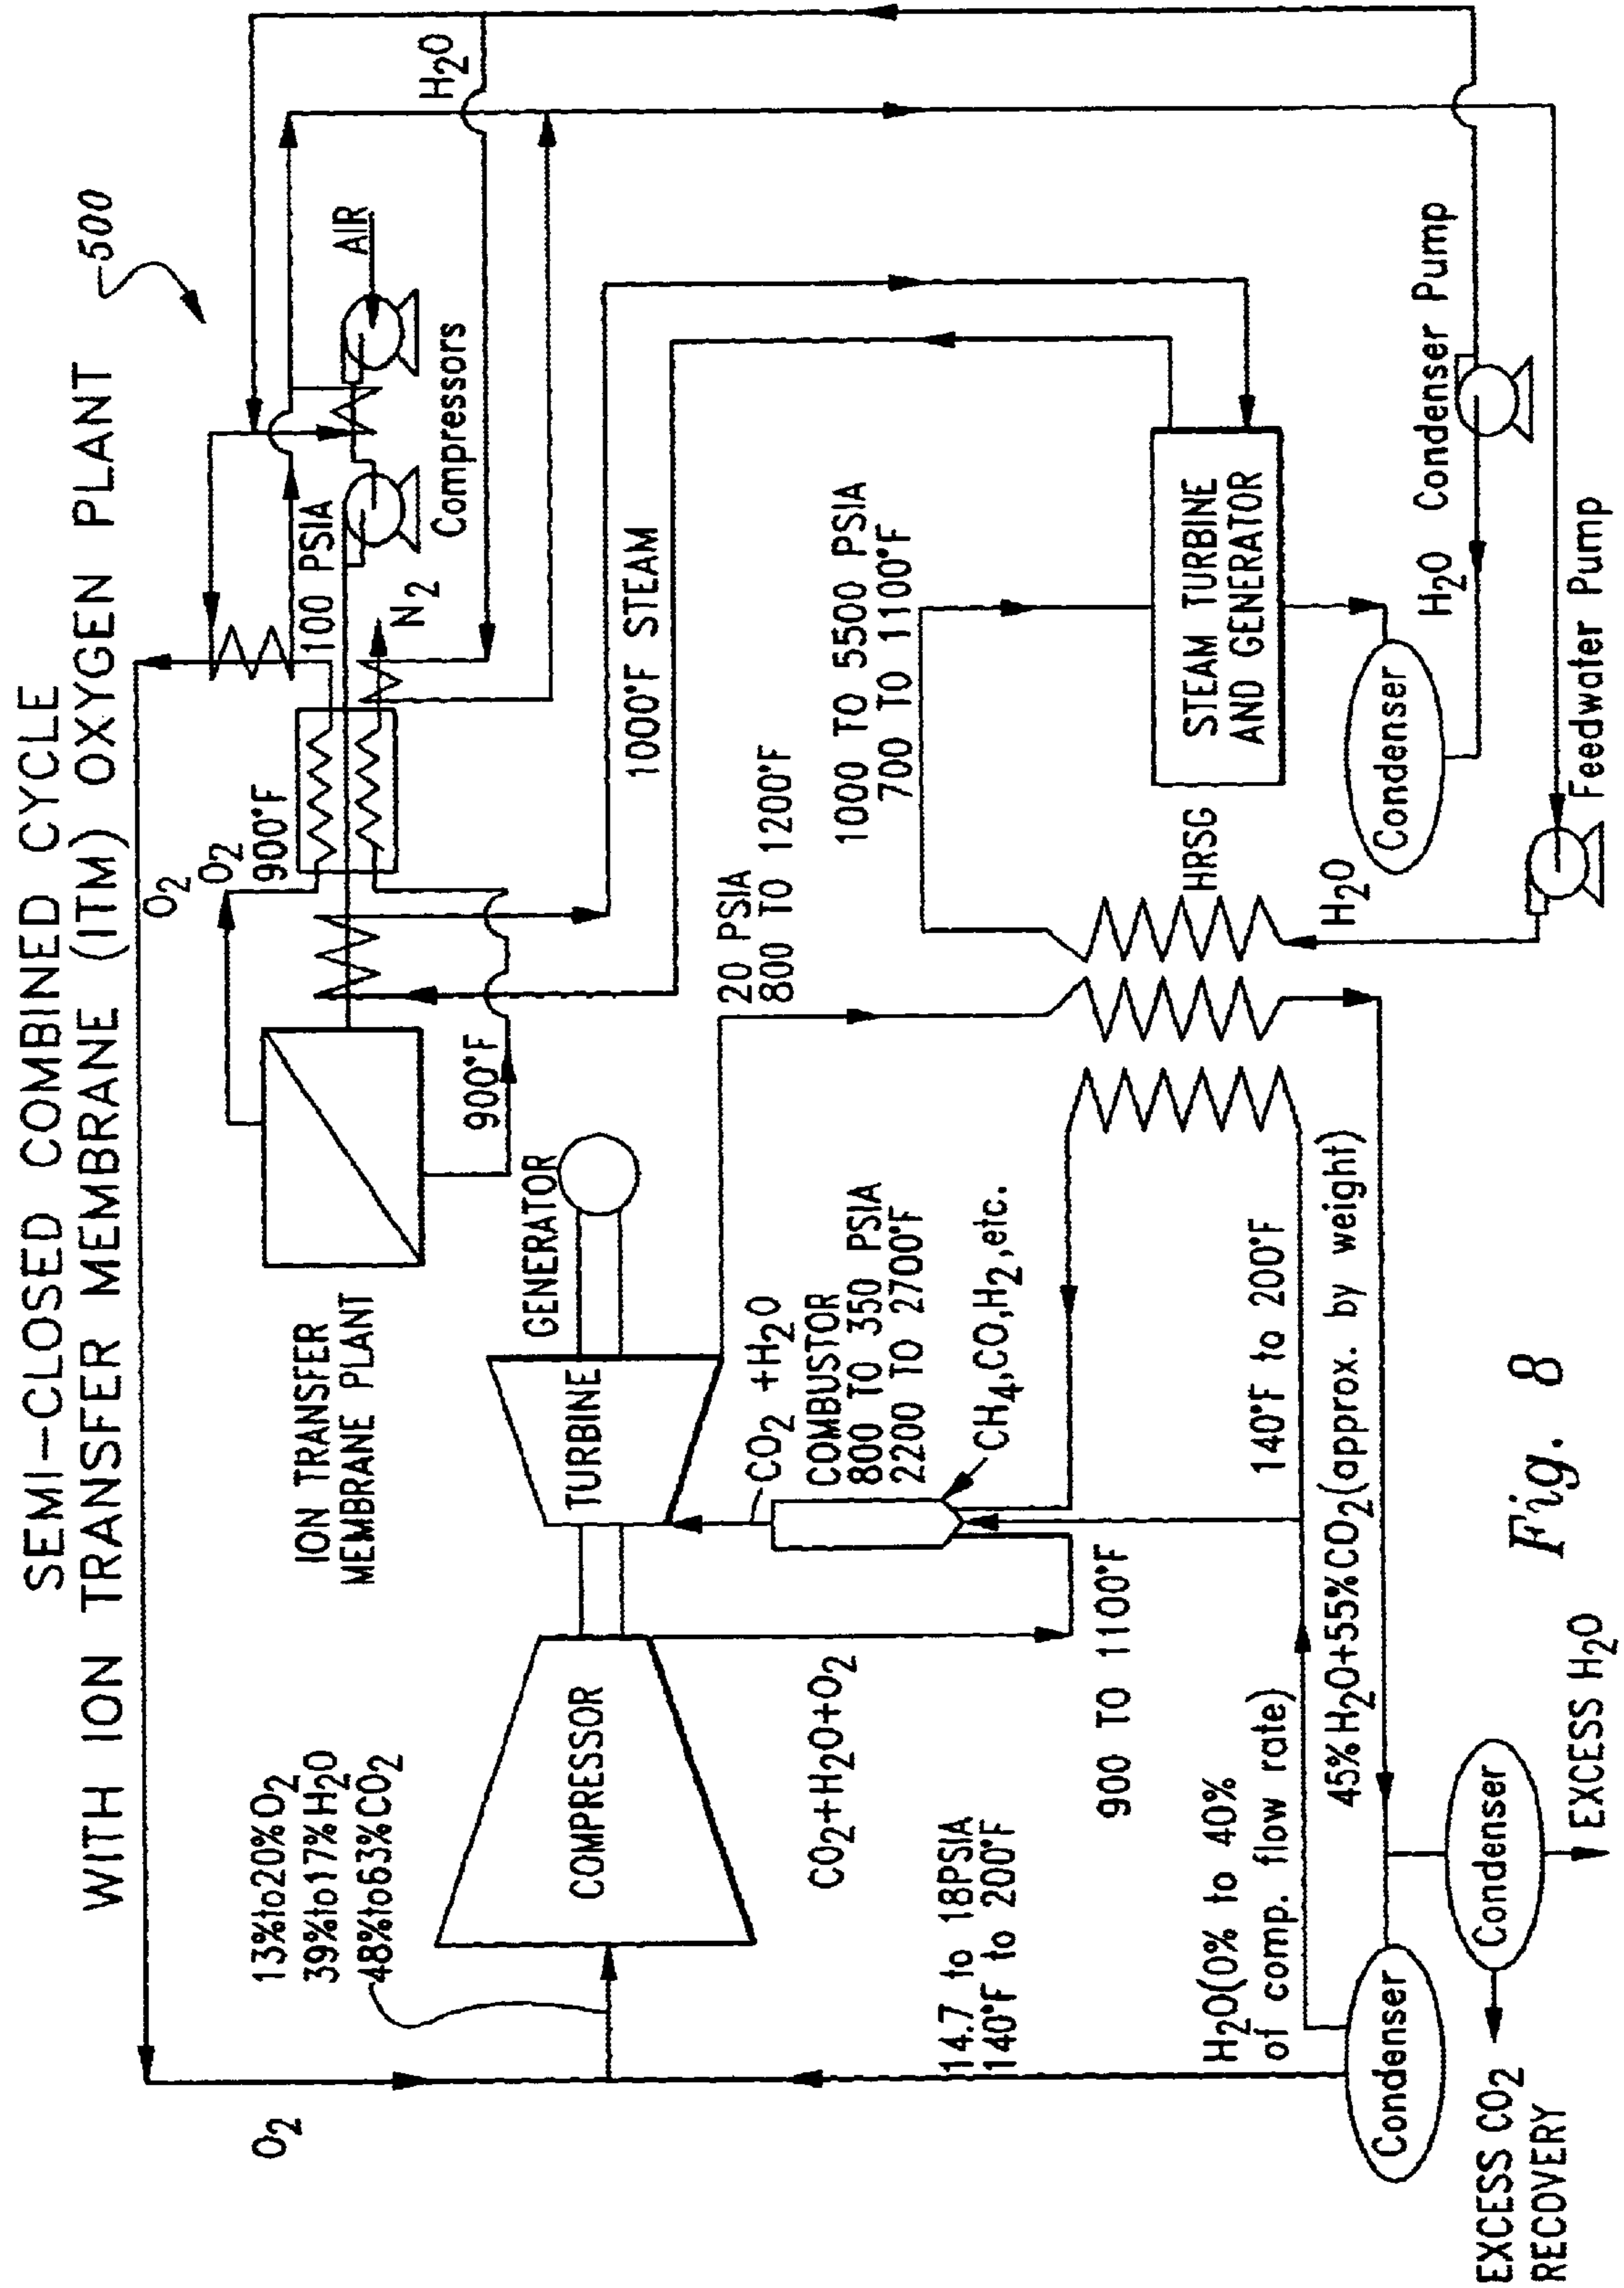 SEMI-CLOSED COMBINED CYCLE
WITH ION TRANSFER MEMBRANE (ITM) OXYGEN PLANT
500
O2
13%to20%O2
39%to17%H2O
48%to63%CO2
COMPRESSOR
CO2+H2O+O2
14.7 to 18PSIA
140°F to 200°F
900 TO 1100°F
H2O(0% to 40%
of comp. flow rate)
Condenser
EXCESS CO2
RECOVERY
Condenser
EXCESS H2O
45%H2O+55%CO2(approx. by weight)
140°F to 200°F
ION TRANSFER
MEMBRANE PLANT
TURBINE
GENERATOR
CO2 +H2O
COMBUSTOR
800 TO 350 PSIA
2200 TO 2700°F
CH4,CO,H2,etc.
900°F
O2
O2
900°F
100 PSIA
N2
Compressors
AIR
H2O
1000°F STEAM
20 PSIA
800 TO 1200°F
1000 TO 5500 PSIA
700 TO 1100°F
HRSG
STEAM TURBINE
AND GENERATOR
Condenser
H2O
H2O Condenser Pump
Feedwater Pump
Fig. 8